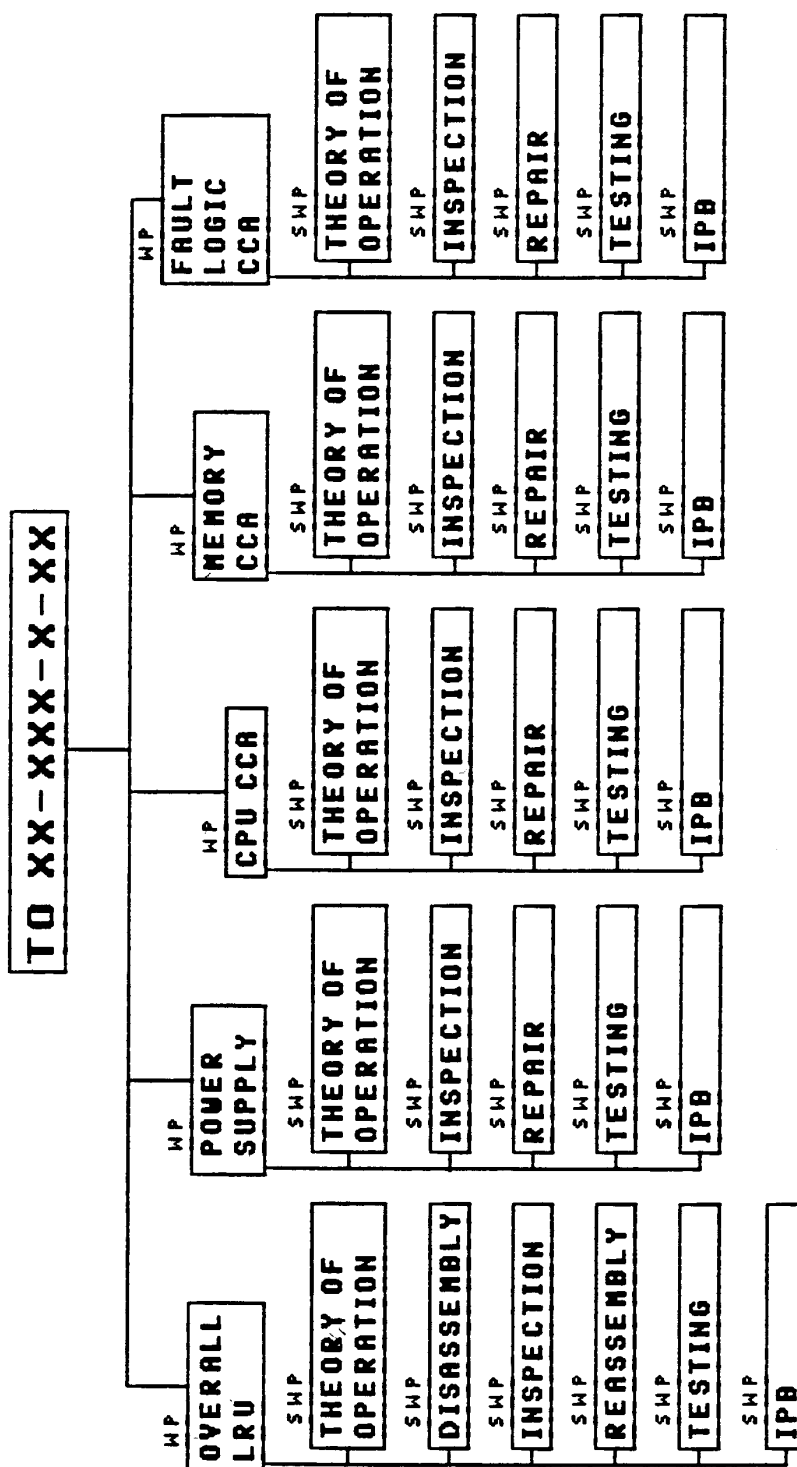 TO XX-XXX-X-XX
WP
OVERALL
LRU
SWP
THEORY OF
OPERATION
SWP
DISASSEMBLY
SWP
INSPECTION
SWP
REASSEMBLY
SWP
TESTING
SWP
IPB
WP
POWER
SUPPLY
SWP
THEORY OF
OPERATION
SWP
INSPECTION
SWP
REPAIR
SWP
TESTING
SWP
IPB
WP
CPU CCA
SWP
THEORY OF
OPERATION
SWP
INSPECTION
SWP
REPAIR
SWP
TESTING
SWP
IPB
WP
MEMORY
CCA
SWP
THEORY OF
OPERATION
SWP
INSPECTION
SWP
REPAIR
SWP
TESTING
SWP
IPB
WP
FAULT
LOGIC
CCA
SWP
THEORY OF
OPERATION
SWP
INSPECTION
SWP
REPAIR
SWP
TESTING
SWP
IPB